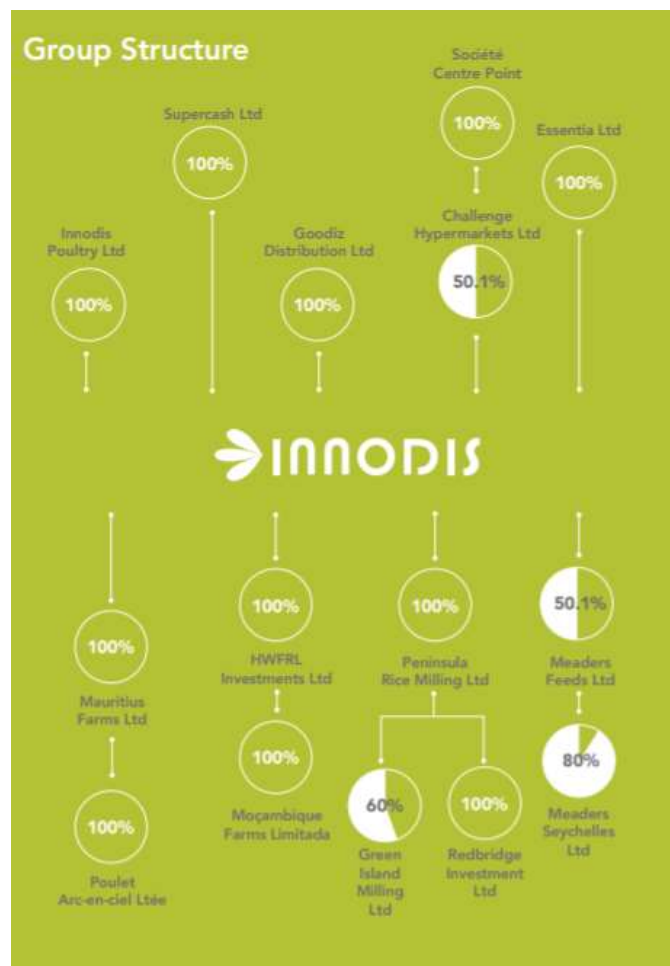 Group Structure
Société
Centre Point
100%
Supercash Ltd
100%
Essentia Ltd
100%
Challenge
Hypermarkets Ltd
50.1%
Innodis
Poultry Ltd
100%
Goodiz
Distribution Ltd
100%
INNODIS
100%
Mauritius
Farms Ltd
100%
Poulet
Arc-en-ciel Ltée
100%
HWFRL
Investments Ltd
100%
Moçambique
Farms Limitada
100%
Peninsula
Rice Milling Ltd
60%
Green
Island
Milling
Ltd
100%
Redbridge
Investment
Ltd
50.1%
Meaders
Feeds Ltd
80%
Meaders
Seychelles
Ltd